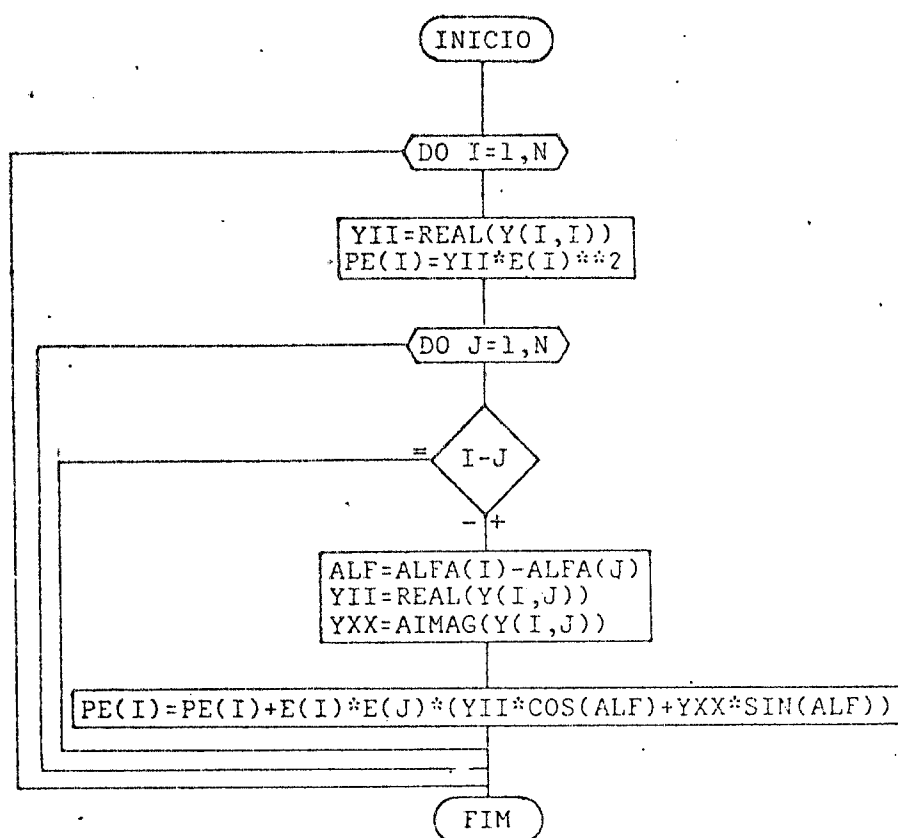 INICIO
DO I=1,N
YII=REAL(Y(I,I))
PE(I)=YII*E(I)**2
DO J=1,N
=
I-J
-+
ALF=ALFA(I)-ALFA(J)
YII=REAL(Y(I,J))
YXX=AIMAG(Y(I,J))
PE(I)=PE(I)+E(I)*E(J)*(YII*COS(ALF)+YXX*SIN(ALF))
FIM